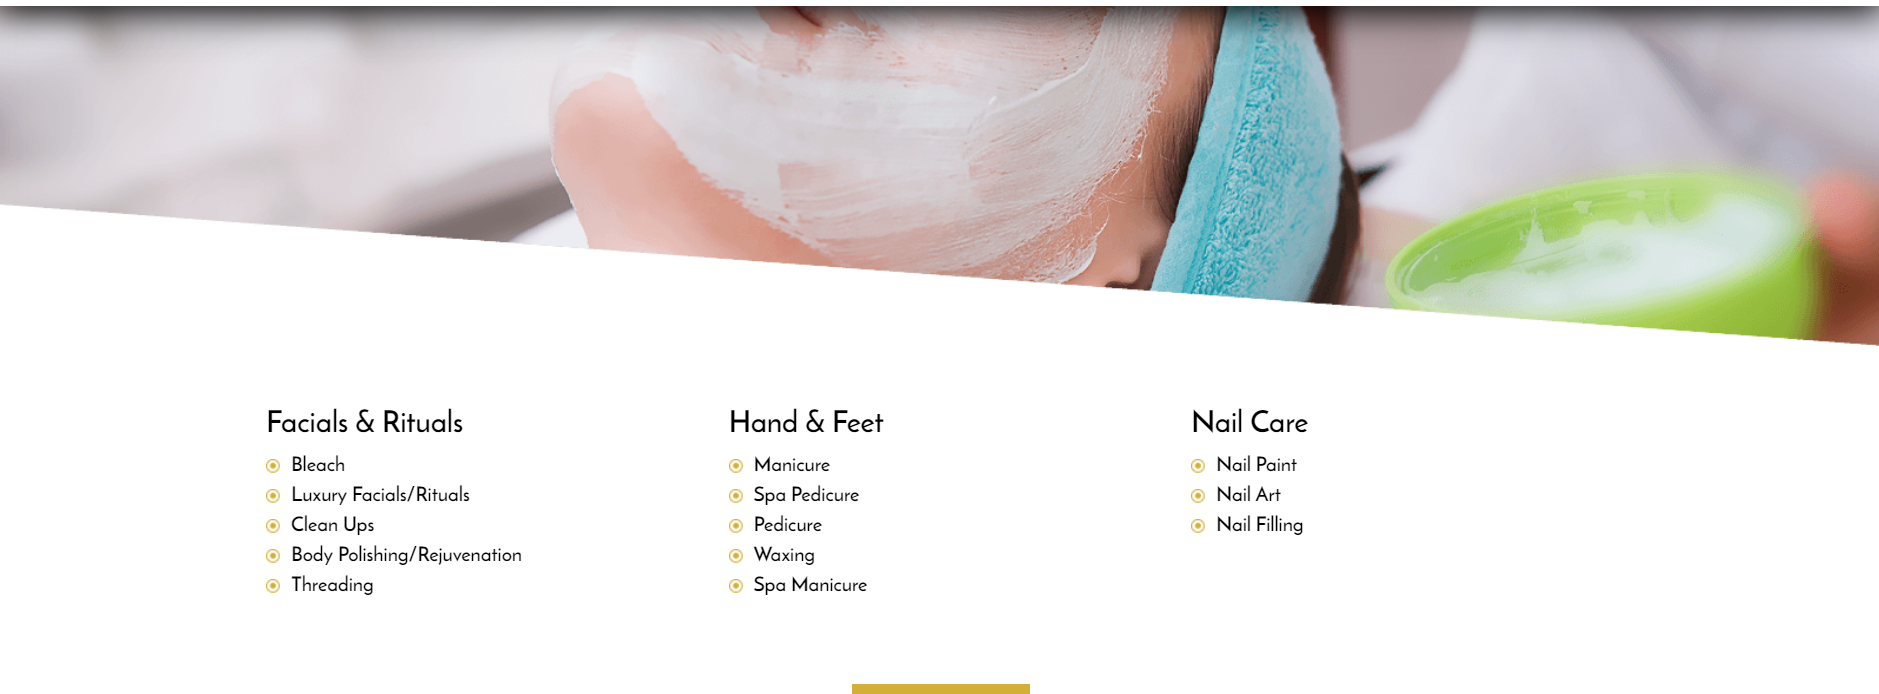 Facials & Rituals
Bleach
Luxury Facials/Rituals
Clean Ups
Body Polishing/Rejuvenation
Threading
Hand & Feet
Manicure
Spa Pedicure
Pedicure
Waxing
Spa Manicure
Nail Care
Nail Paint
Nail Art
Nail Filling